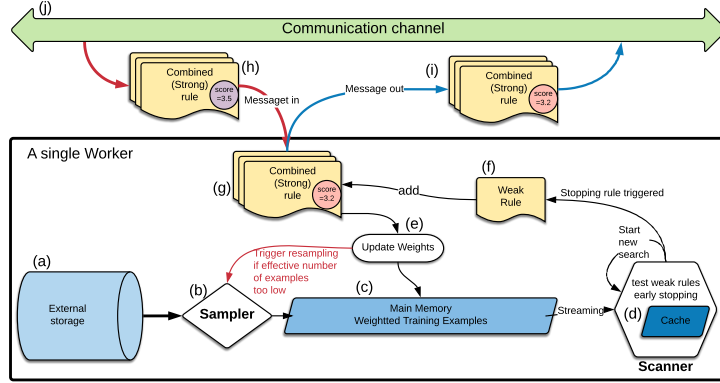 (j)
Communication channel
Combined
(Strong)
rule
score
=3.5
(h)
Messaget in
Message out
(i)
Combined
(Strong)
rule
score
=3.2
A single Worker
(g)
Combined
(Strong)
rule
score
=3.2
add
(f)
Weak
Rule
Stopping rule triggered
(e)
Update Weights
Start
new
search
Trigger resampling
if effective number
of examples
too low
(a)
External
storage
(b)
Sampler
(c)
Main Memory
Weightted Training Examples
Streaming
test weak rules
early stopping
(d)
Cache
Scanner